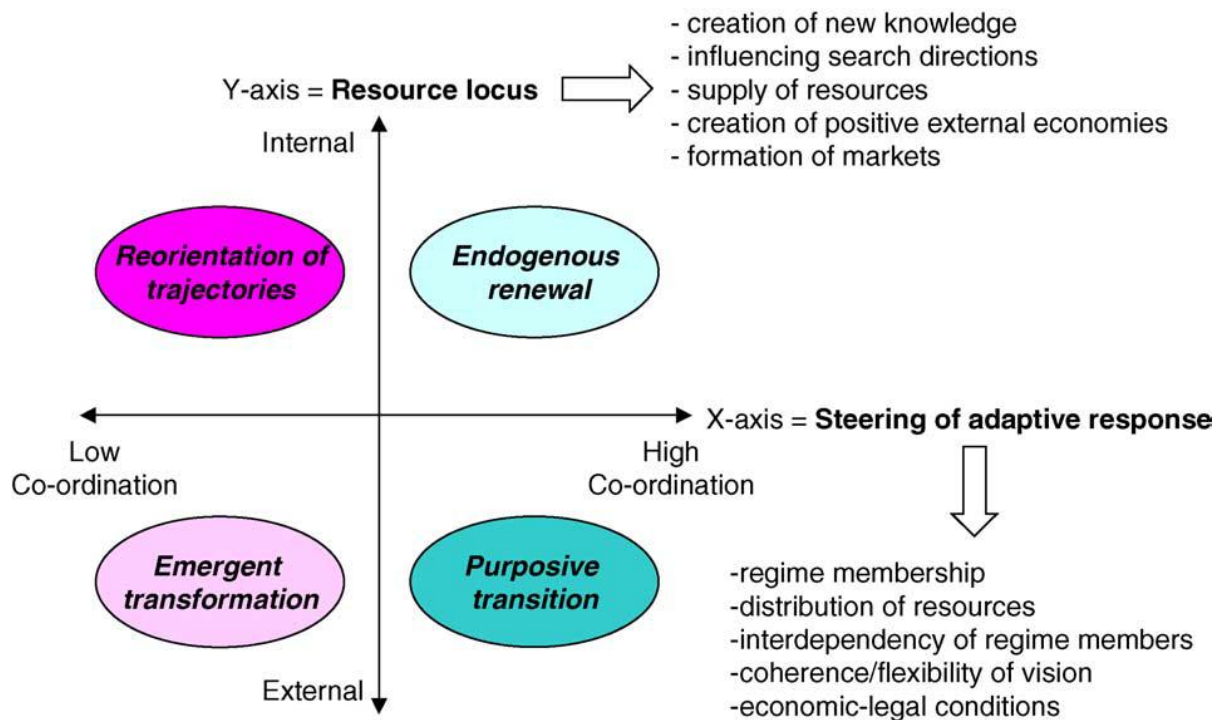 - creation of new knowledge
- influencing search directions
- supply of resources
- creation of positive external economies
- formation of markets
Y-axis = Resource locus
Internal
Reorientation of
trajectories
Endogenous
renewal
X-axis = Steering of adaptive response
Low
Co-ordination
High
Co-ordination
Emergent
transformation
Purposive
transition
External
-regime membership
-distribution of resources
-interdependency of regime members
-coherence/flexibility of vision
-economic-legal conditions